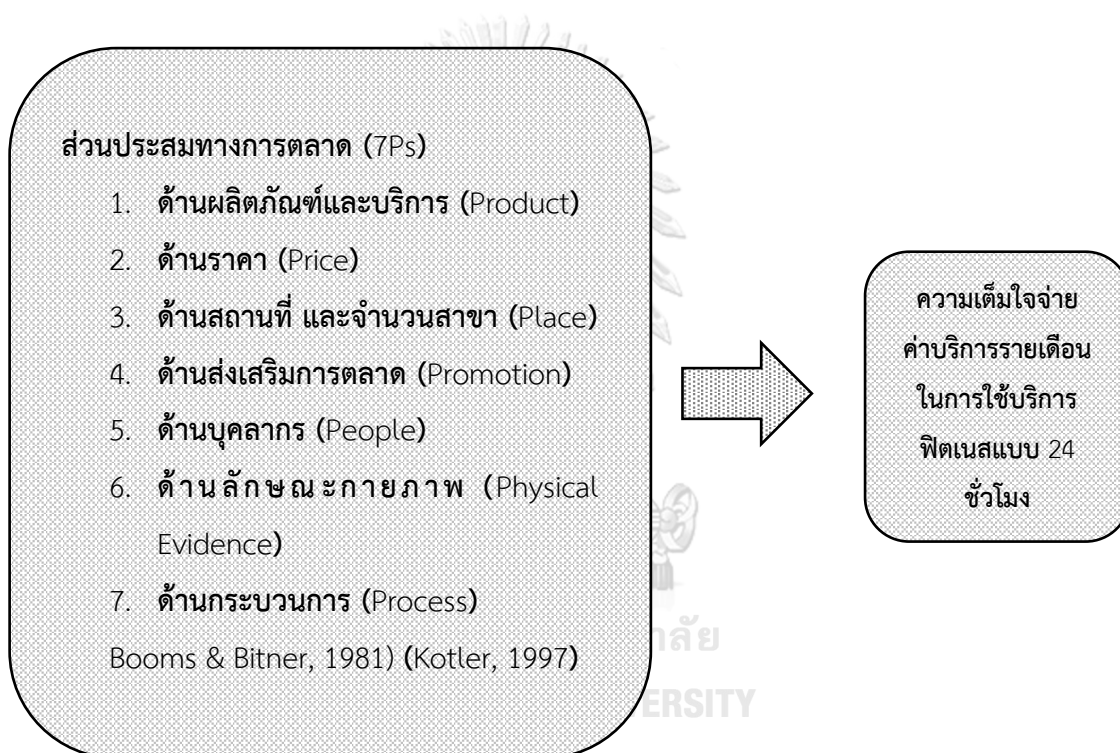 ส่วนประสมทางการตลาด (7Ps)
1. ด้านผลิตภัณฑ์และบริการ (Product)
2. ด้านราคา (Price)
3. ด้านสถานที่ และจำนวนสาขา (Place)
4. ด้านส่งเสริมการตลาด (Promotion)
5. ด้านบุคลากร (People)
6. ด้านลักษณะกายภาพ (Physical
Evidence)
7. ด้านกระบวนการ (Process)
Booms & Bitner, 1981) (Kotler, 1997)
ความเต็มใจจ่าย
ค่าบริการรายเดือน
ในการใช้บริการ
ฟิตเนสแบบ 24
ชั่วโมง